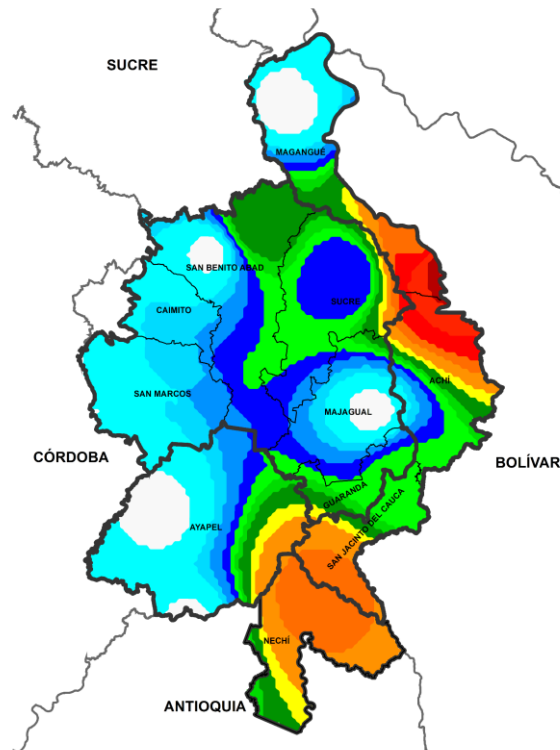 SUCRE
MAGANGUÉ
SAN BENITO ABAD
SUCRE
CAIMITO
ACHÍ
SAN MARCOS
MAJAGUAL
CÓRDOBA
BOLÍVAR
GUARANDA
SAN JACINTO DEL CAUCA
AYAPEL
NECHÍ
ANTIOQUIA